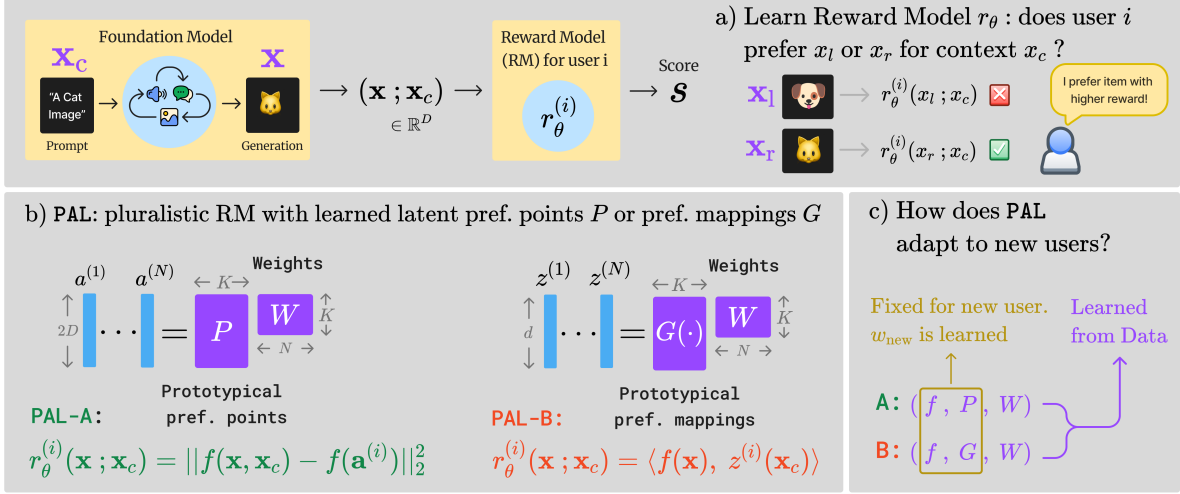 Foundation Model
x_c
x
"A Cat
Image"
Prompt
Generation
(x ; x_c)
∈ ℝ^D
Reward Model
(RM) for user i
r_θ^(i)
Score
s
a) Learn Reward Model r_θ : does user i
prefer x_l or x_r for context x_c ?
x_l
r_θ^(i)(x_l ; x_c)
x_r
r_θ^(i)(x_r ; x_c)
I prefer item with
higher reward!
b) PAL: pluralistic RM with learned latent pref. points P or pref. mappings G
a^(1)
a^(N)
2D
···
=
K
P
Weights
W
K
N
Prototypical
pref. points
PAL-A:
r_θ^(i)(x ; x_c) = ||f(x, x_c) − f(a^(i))||_2^2
z^(1)
z^(N)
d
···
=
K
G(·)
Weights
W
K
N
Prototypical
pref. mappings
PAL-B:
r_θ^(i)(x ; x_c) = ⟨f(x), z^(i)(x_c)⟩
c) How does PAL
adapt to new users?
Fixed for new user.
w_new is learned
Learned
from Data
A: (f, P, W)
B: (f, G, W)